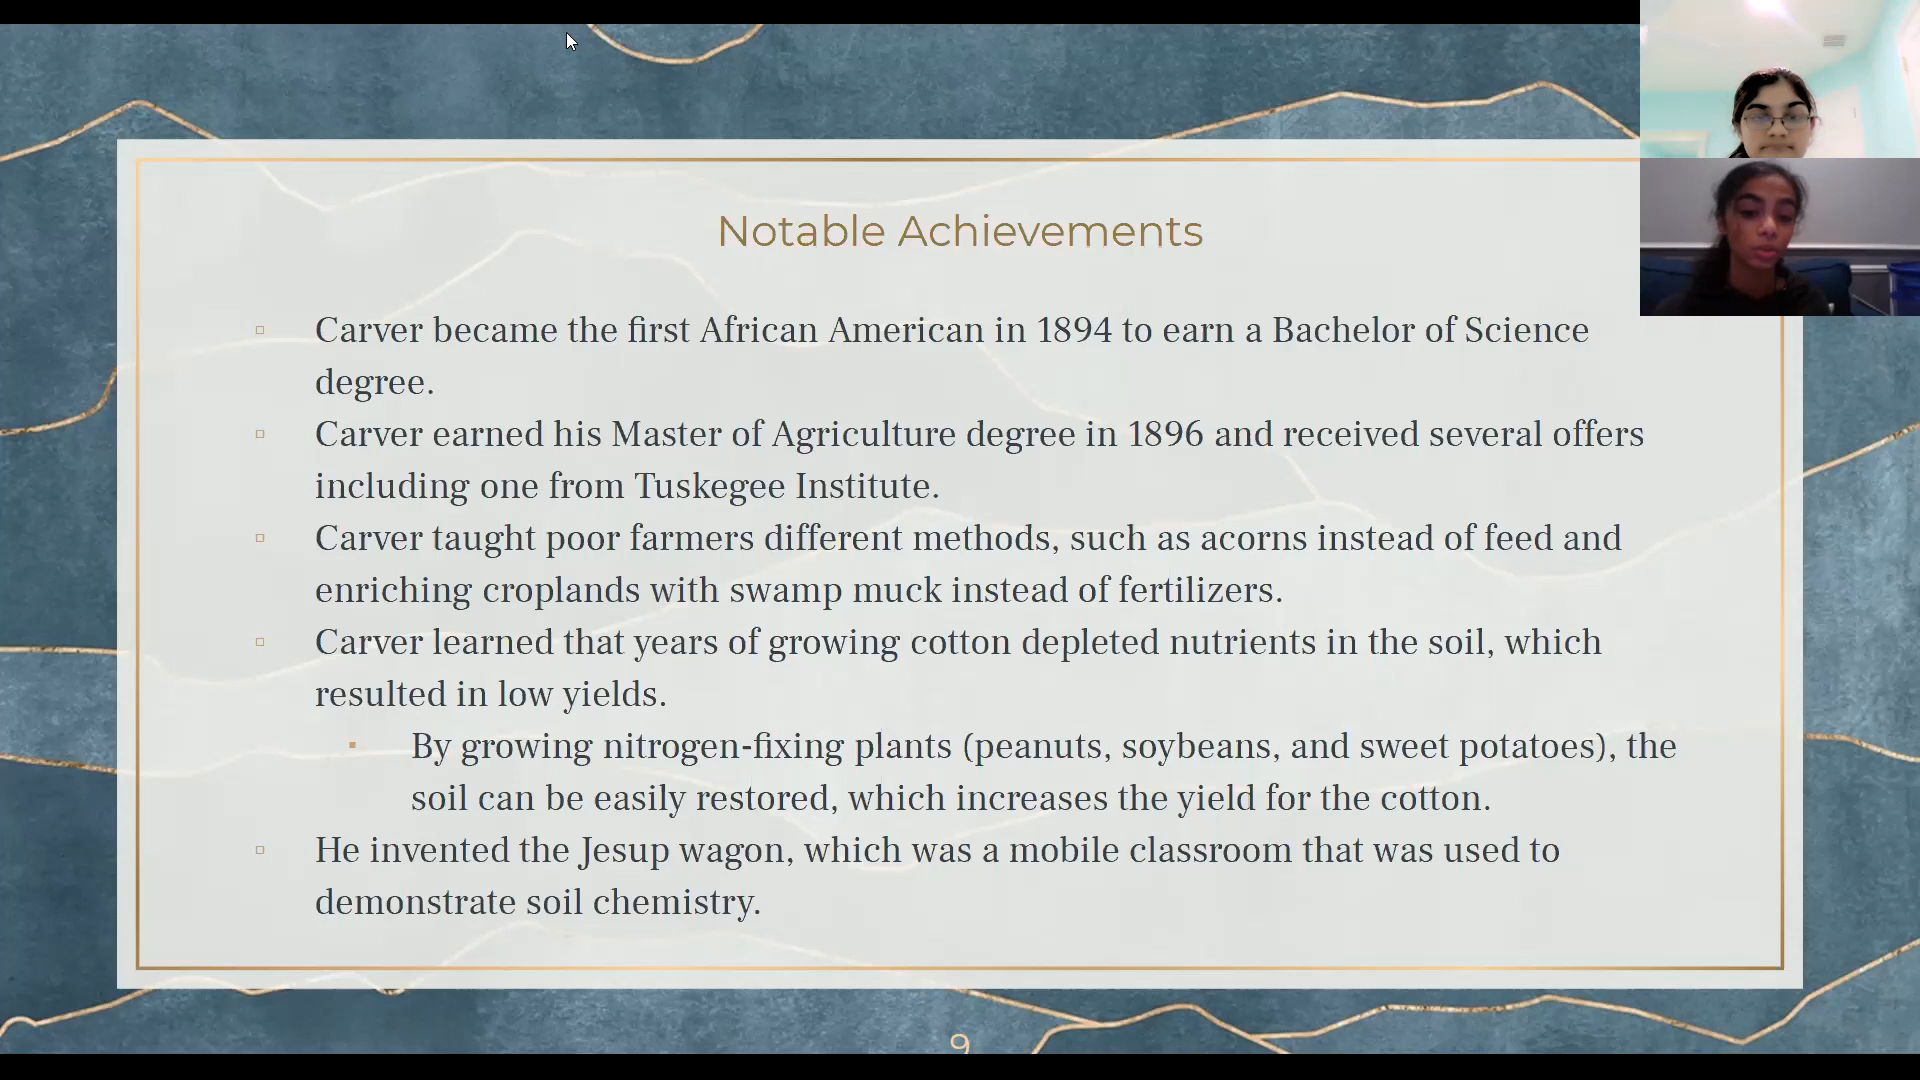 Notable Achievements
Carver became the first African American in 1894 to earn a Bachelor of Science
degree.
Carver earned his Master of Agriculture degree in 1896 and received several offers
including one from Tuskegee Institute.
Carver taught poor farmers different methods, such as acorns instead of feed and
enriching croplands with swamp muck instead of fertilizers.
Carver learned that years of growing cotton depleted nutrients in the soil, which
resulted in low yields.
By growing nitrogen-fixing plants (peanuts, soybeans, and sweet potatoes), the
soil can be easily restored, which increases the yield for the cotton.
He invented the Jesup wagon, which was a mobile classroom that was used to
demonstrate soil chemistry.
9